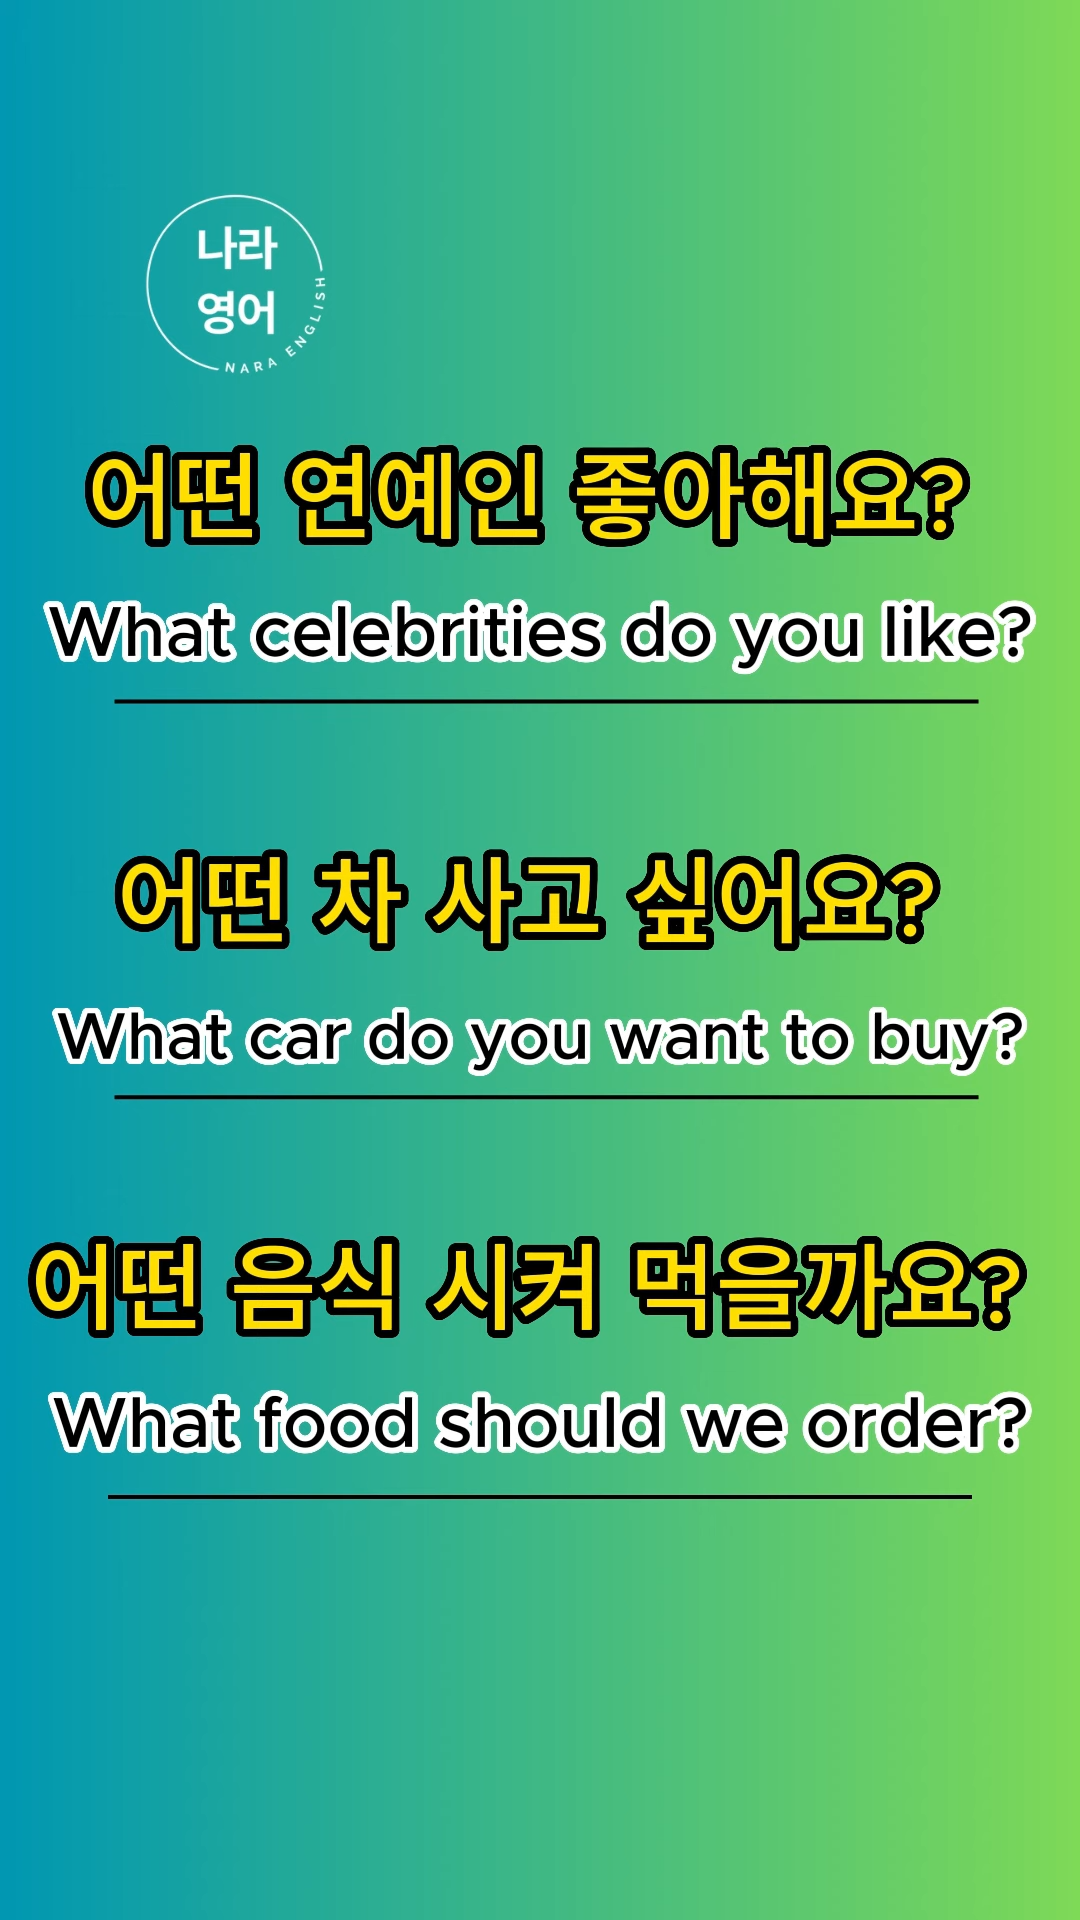 나라
영어
NARA ENGLISH
어떤 연예인 좋아해요?
What celebrities do you like?
어떤 차 사고 싶어요?
What car do you want to buy?
어떤 음식 시켜 먹을까요?
What food should we order?